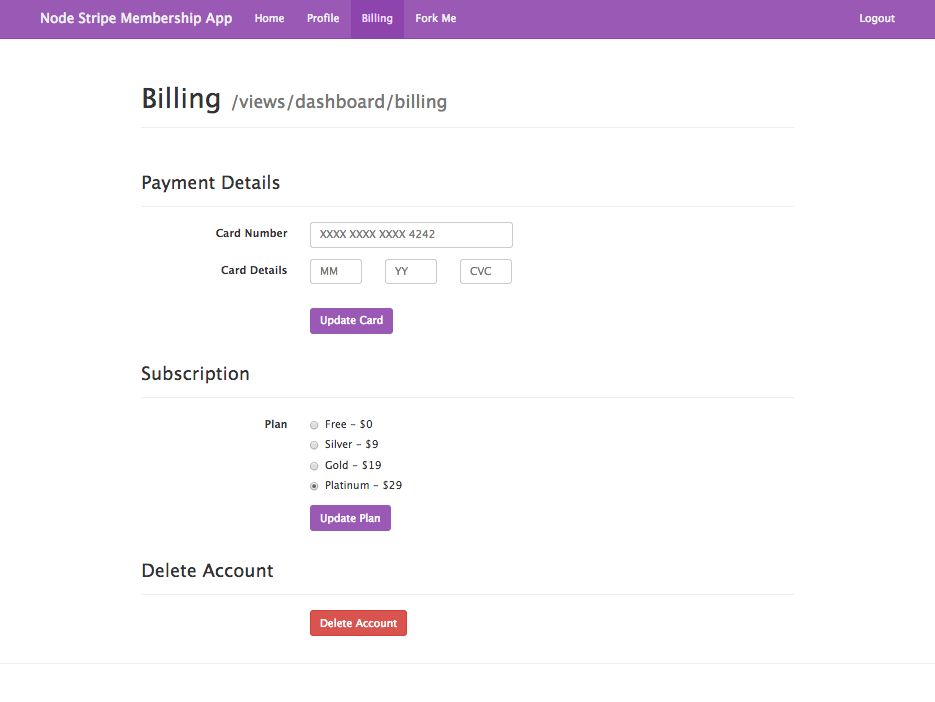 Node Stripe Membership App Home Profile Billing Fork Me Logout
Billing /views/dashboard/billing
Payment Details
Card Number XXXX XXXX XXXX 4242
Card Details MM YY CVC
Update Card
Subscription
Plan Free – $0
Silver – $9
Gold – $19
Platinum – $29
Update Plan
Delete Account
Delete Account